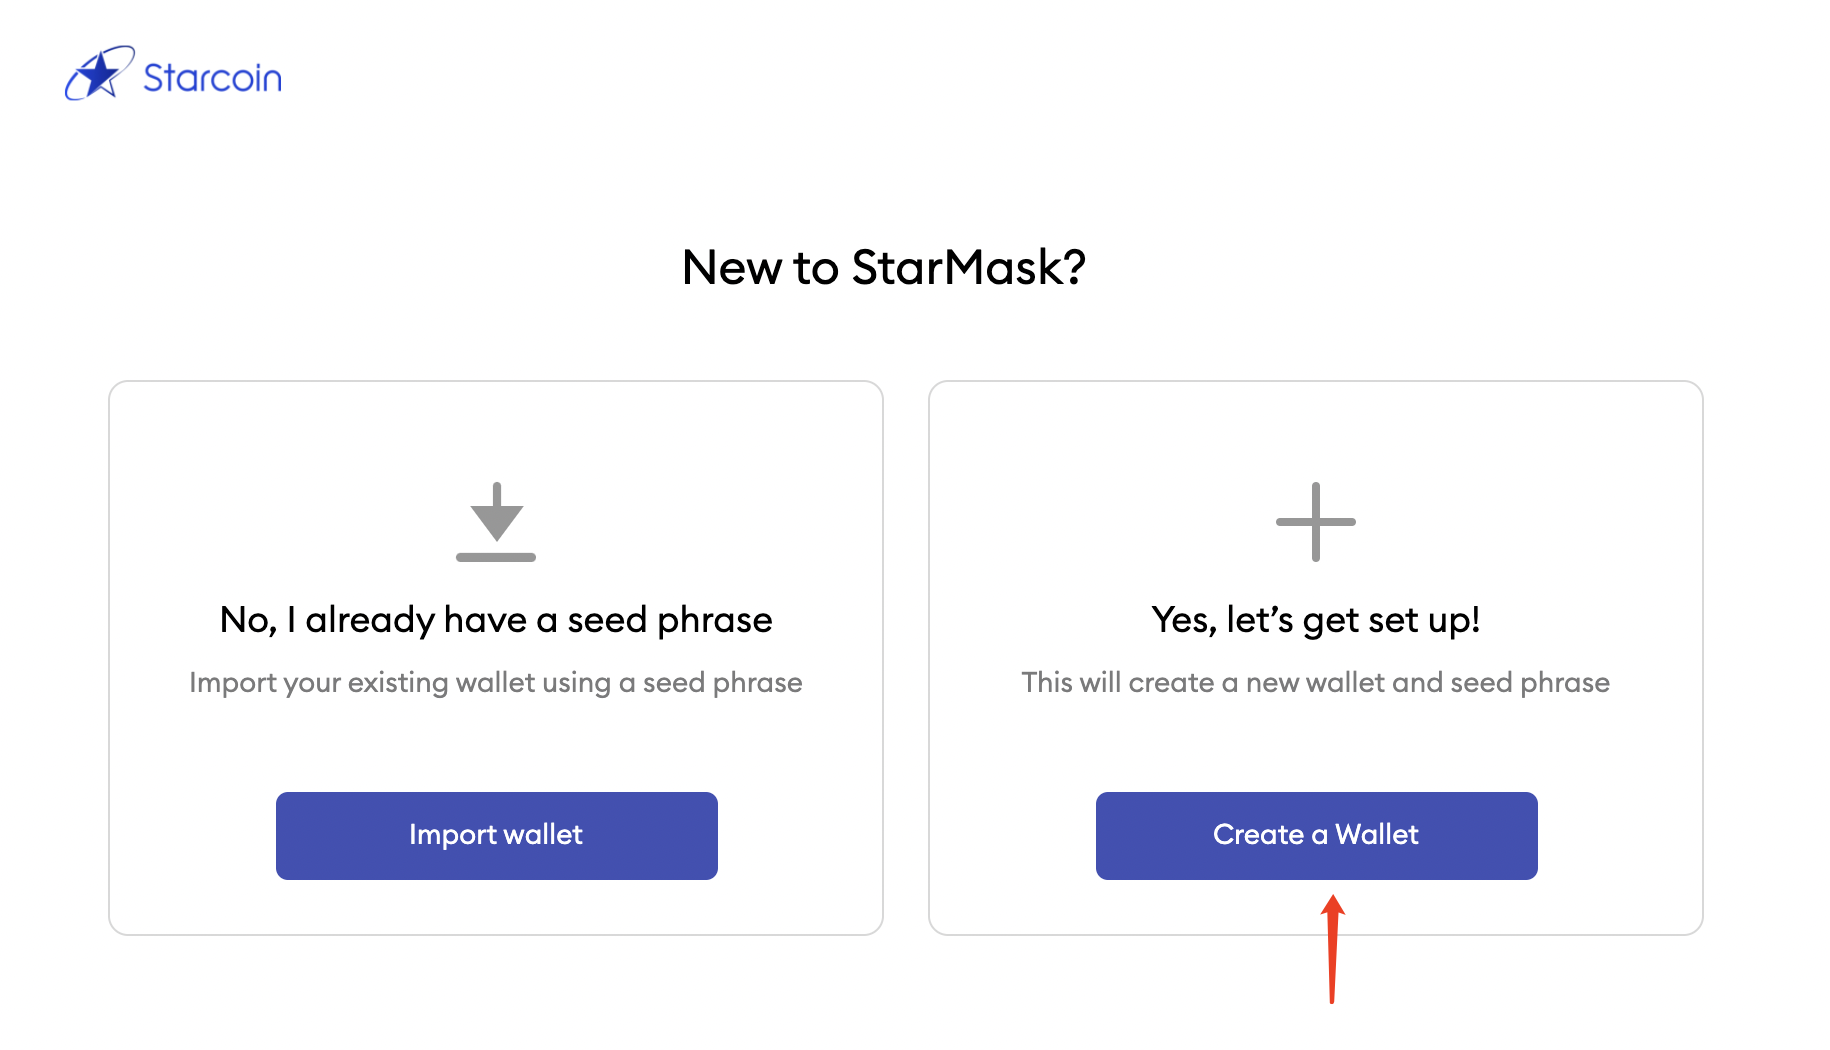 Starcoin
New to StarMask?
No, I already have a seed phrase
Import your existing wallet using a seed phrase
Import wallet
Yes, let’s get set up!
This will create a new wallet and seed phrase
Create a Wallet